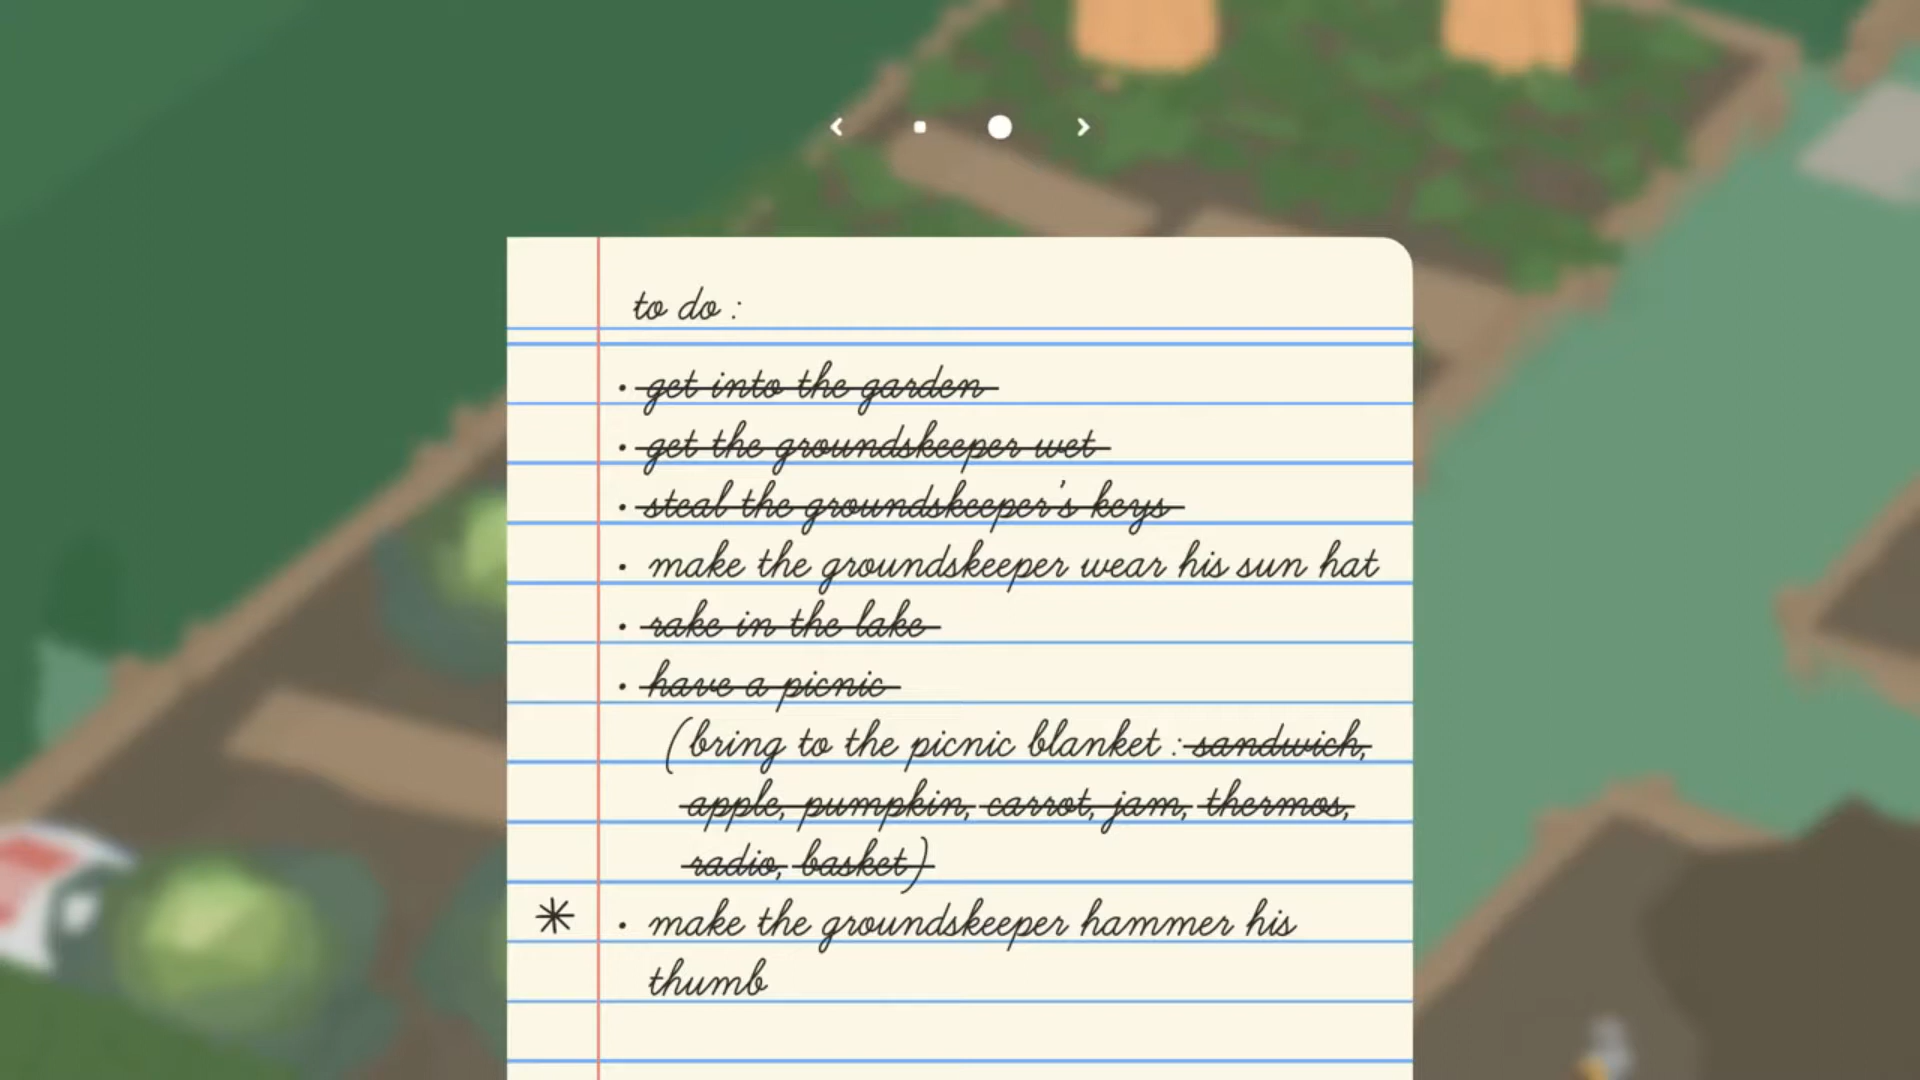 to do :
• get into the garden
• get the groundskeeper wet
• steal the groundskeeper's keys
• make the groundskeeper wear his sun hat
• rake in the lake
• have a picnic
(bring to the picnic blanket : sandwich,
apple, pumpkin, carrot, jam, thermos,
radio, basket)
* • make the groundskeeper hammer his
thumb